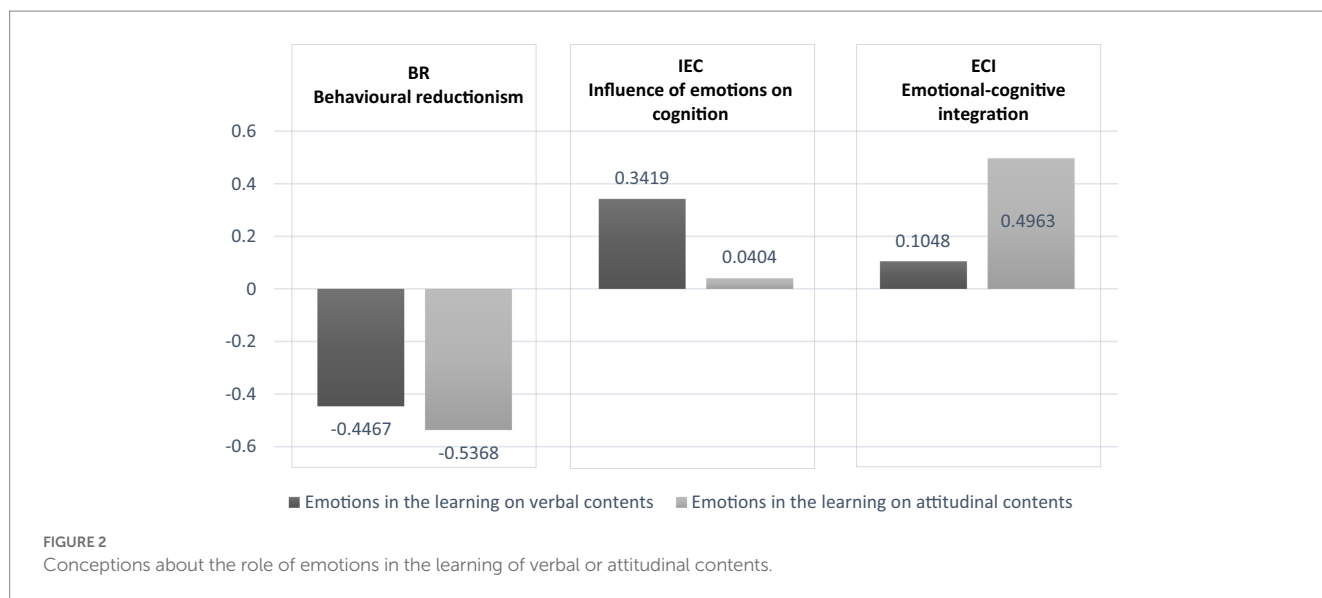 BR
Behavioural reductionism
IEC
Influence of emotions on
cognition
ECI
Emotional-cognitive
integration
0.6
0.4
0.2
0
-0.2
-0.4
-0.6
-0.4467
-0.5368
0.3419
0.0404
0.1048
0.4963
Emotions in the learning on verbal contents
Emotions in the learning on attitudinal contents
FIGURE 2
Conceptions about the role of emotions in the learning of verbal or attitudinal contents.